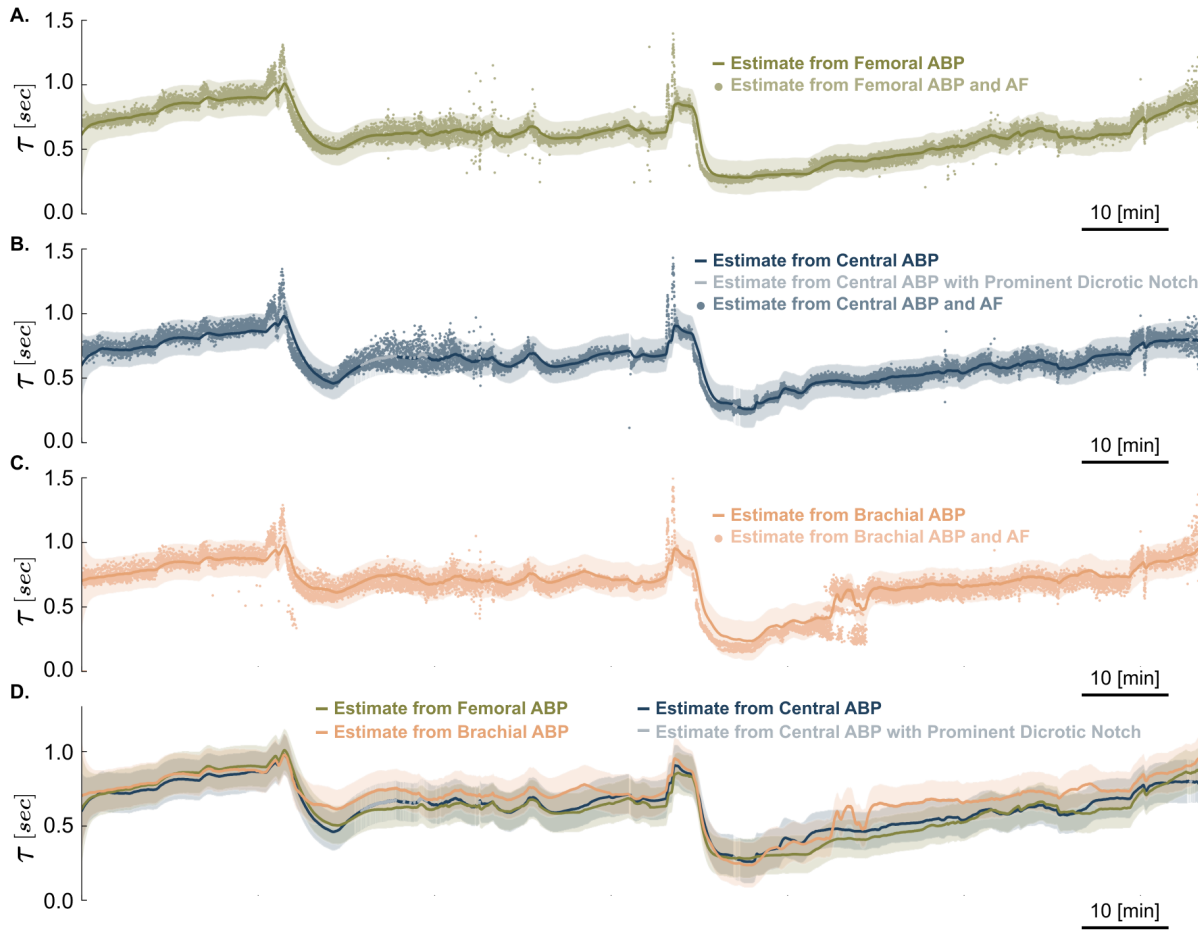 A.
1.5
1.0
0.5
0.0
τ [sec]
Estimate from Femoral ABP
Estimate from Femoral ABP and AF
10 [min]
B.
1.5
1.0
0.5
0.0
τ [sec]
Estimate from Central ABP
Estimate from Central ABP with Prominent Dicrotic Notch
Estimate from Central ABP and AF
10 [min]
C.
1.5
1.0
0.5
0.0
τ [sec]
Estimate from Brachial ABP
Estimate from Brachial ABP and AF
10 [min]
D.
1.0
0.5
0.0
τ [sec]
Estimate from Femoral ABP
Estimate from Brachial ABP
Estimate from Central ABP
Estimate from Central ABP with Prominent Dicrotic Notch
10 [min]